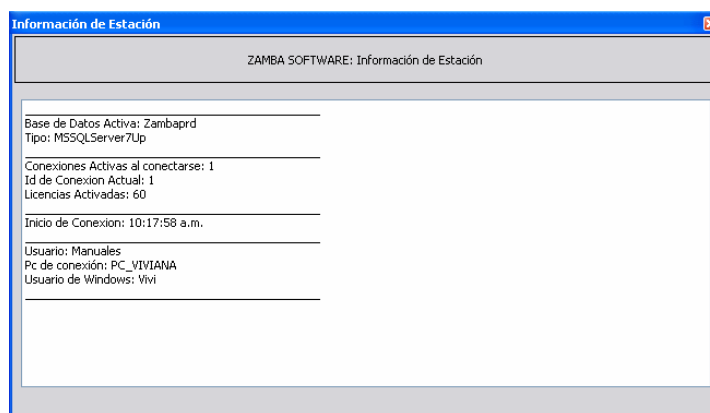 Información de Estación
ZAMBA SOFTWARE: Información de Estación
Base de Datos Activa: Zambaprd
Tipo: MSSQLServer7Up
Conexiones Activas al conectarse: 1
Id de Conexion Actual: 1
Licencias Activadas: 60
Inicio de Conexion: 10:17:58 a.m.
Usuario: Manuales
Pc de conexión: PC_VIVIANA
Usuario de Windows: Vivi